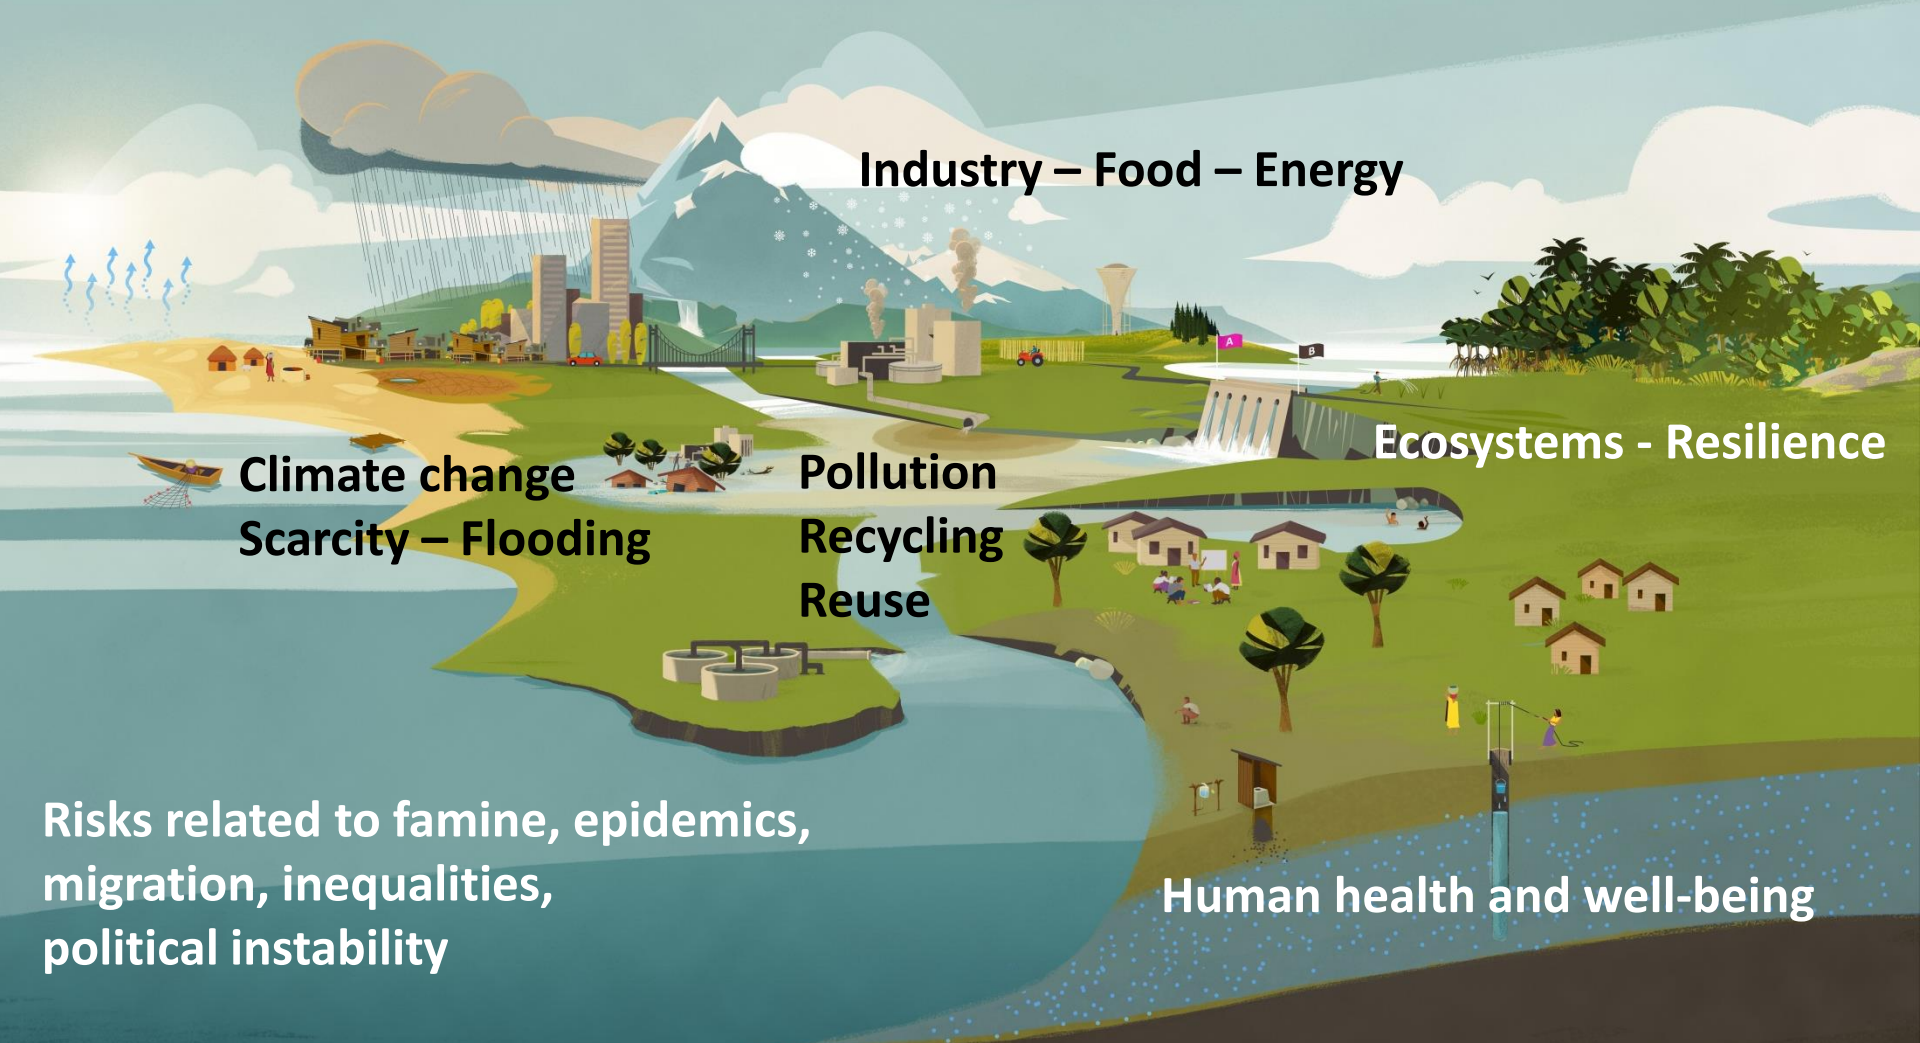 Industry – Food – Energy
A
B
Ecosystems - Resilience
Climate change
Scarcity – Flooding
Pollution
Recycling
Reuse
Risks related to famine, epidemics,
migration, inequalities,
political instability
Human health and well-being